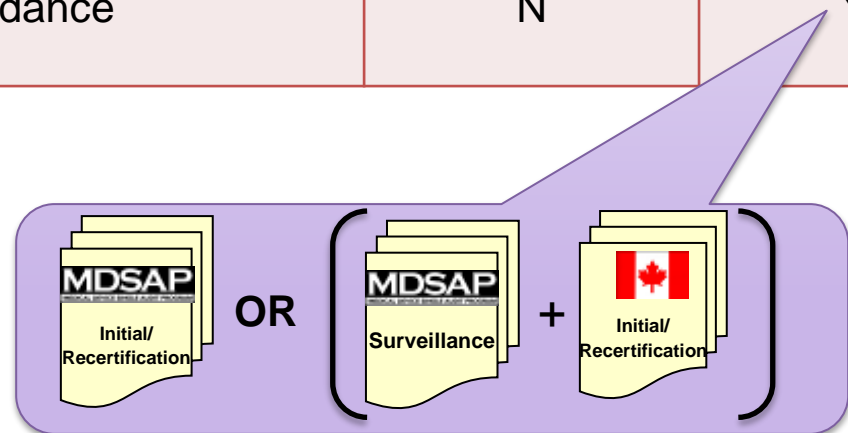 dance
N
MDSAP
Initial/
Recertification
OR
MDSAP
Surveillance
+
Initial/
Recertification